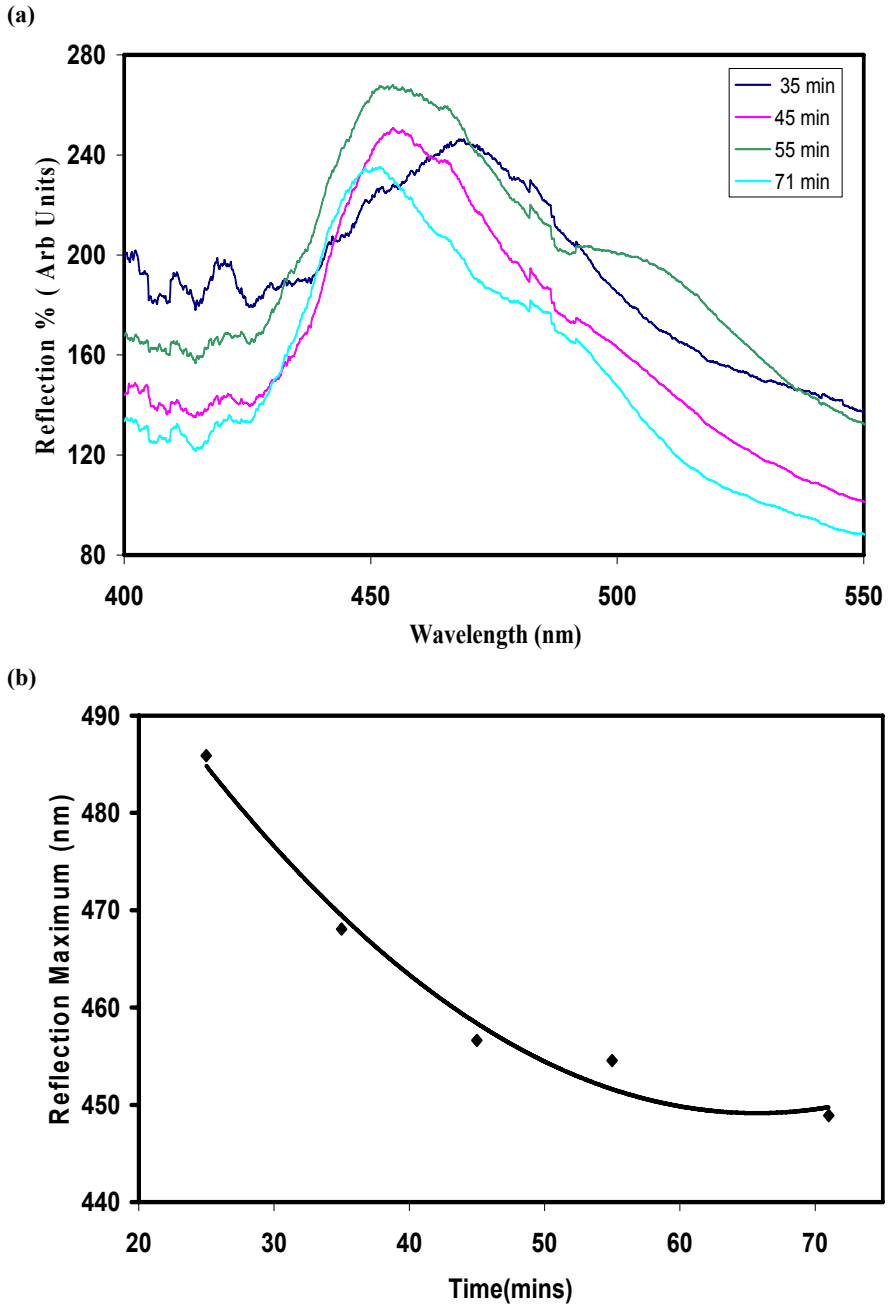 (a)
Reflection % ( Arb Units)
280
240
200
160
120
80
400
450
500
550
Wavelength (nm)
35 min
45 min
55 min
71 min
(b)
Reflection Maximum (nm)
490
480
470
460
450
440
20
30
40
50
60
70
Time(mins)